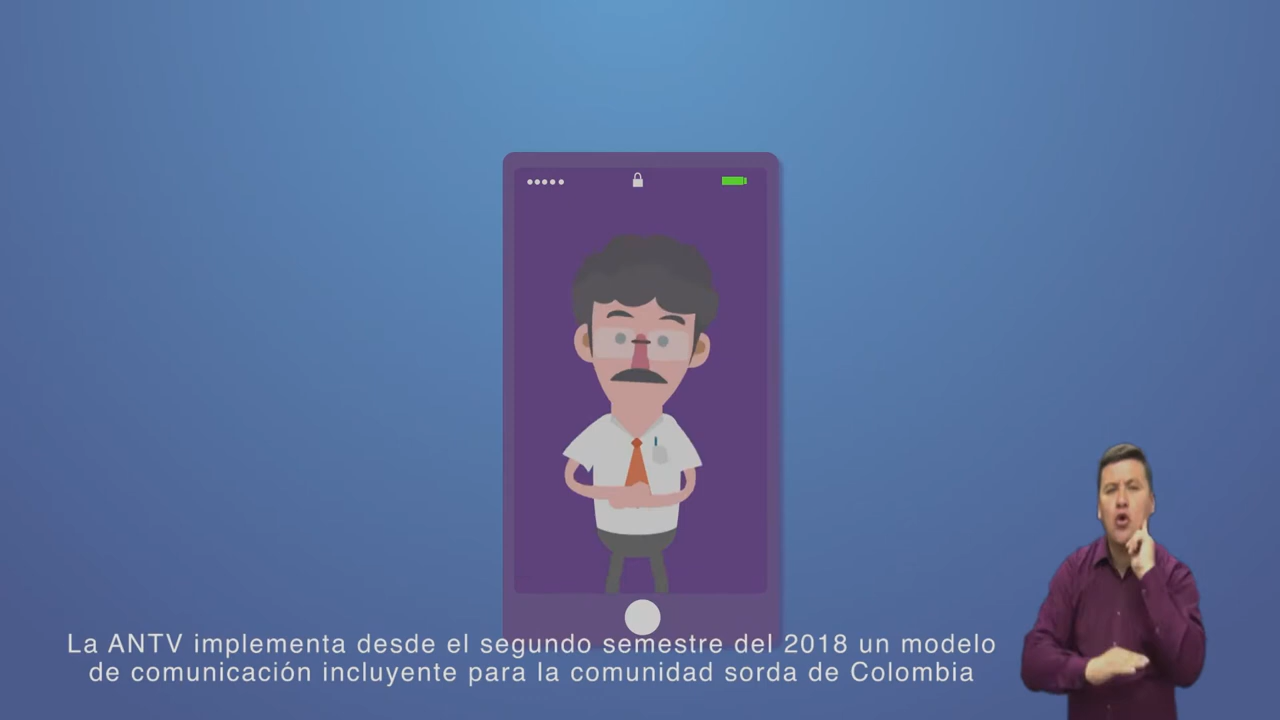 La ANTV implementa desde el segundo semestre del 2018 un modelo
de comunicación incluyente para la comunidad sorda de Colombia